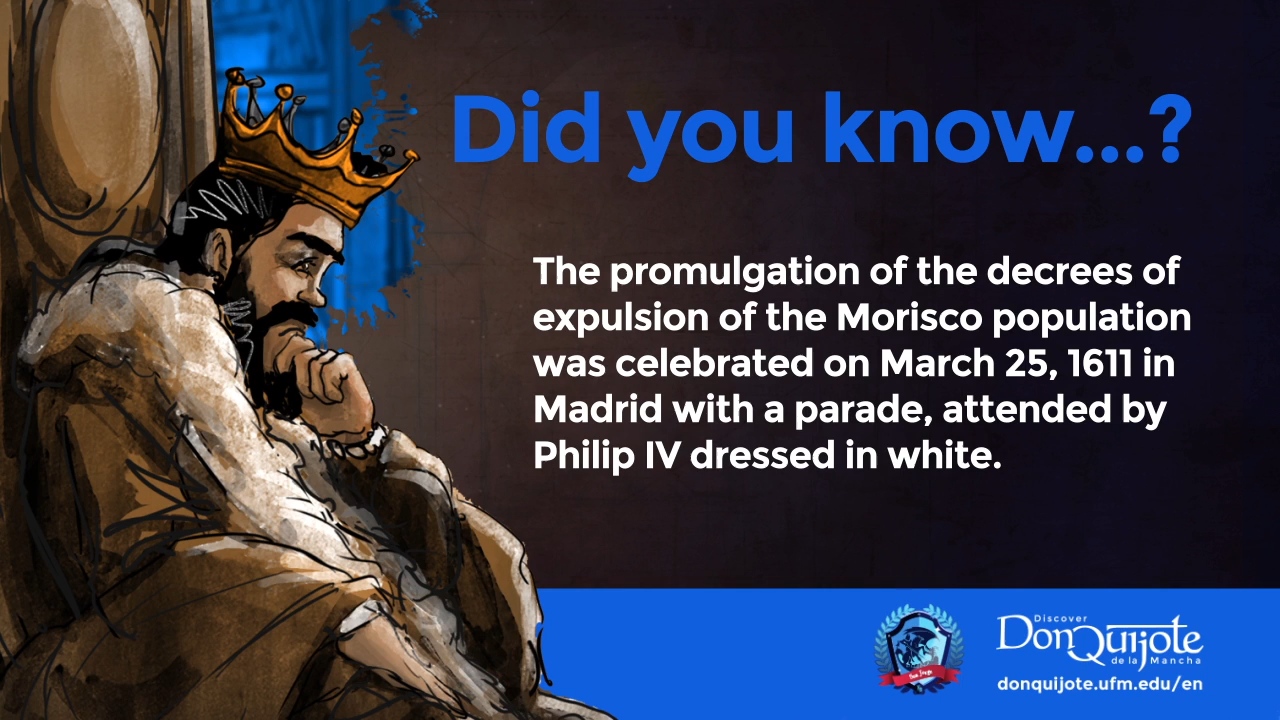 Did you know...?
The promulgation of the decrees of
expulsion of the Morisco population
was celebrated on March 25, 1611 in
Madrid with a parade, attended by
Philip IV dressed in white.
Discover
Don Quijote
de la Mancha
donquijote.ufm.edu/en